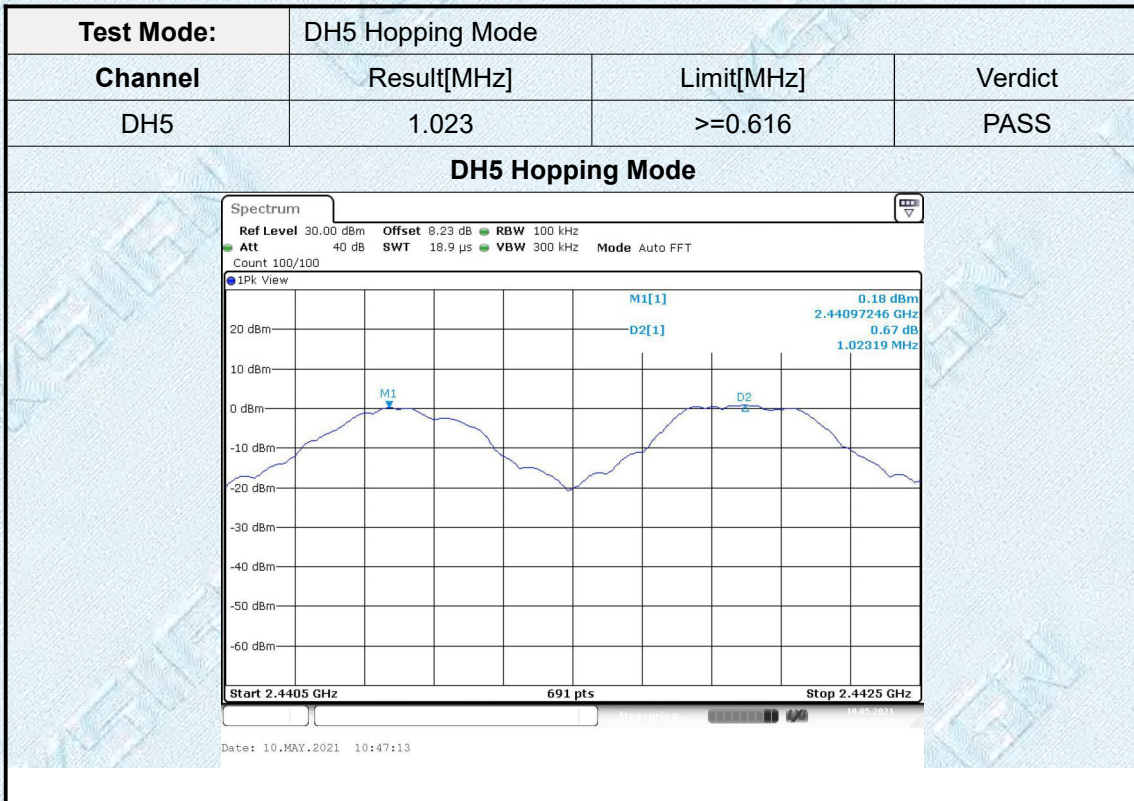 Test Mode: DH5 Hopping Mode
Channel Result[MHz] Limit[MHz] Verdict
DH5 1.023 >=0.616 PASS
DH5 Hopping Mode
Spectrum
Ref Level 30.00 dBm Offset 8.23 dB RBW 100 kHz
Att 40 dB SWT 18.9 µs VBW 300 kHz Mode Auto FFT
Count 100/100
1Pk View
M1[1] 0.18 dBm
2.44097246 GHz
20 dBm
D2[1] 0.67 dB
1.02319 MHz
10 dBm
M1
D2
0 dBm
-10 dBm
-20 dBm
-30 dBm
-40 dBm
-50 dBm
-60 dBm
Start 2.4405 GHz 691 pts Stop 2.4425 GHz
Measuring... 10.05.2021
Date: 10.MAY.2021 10:47:13